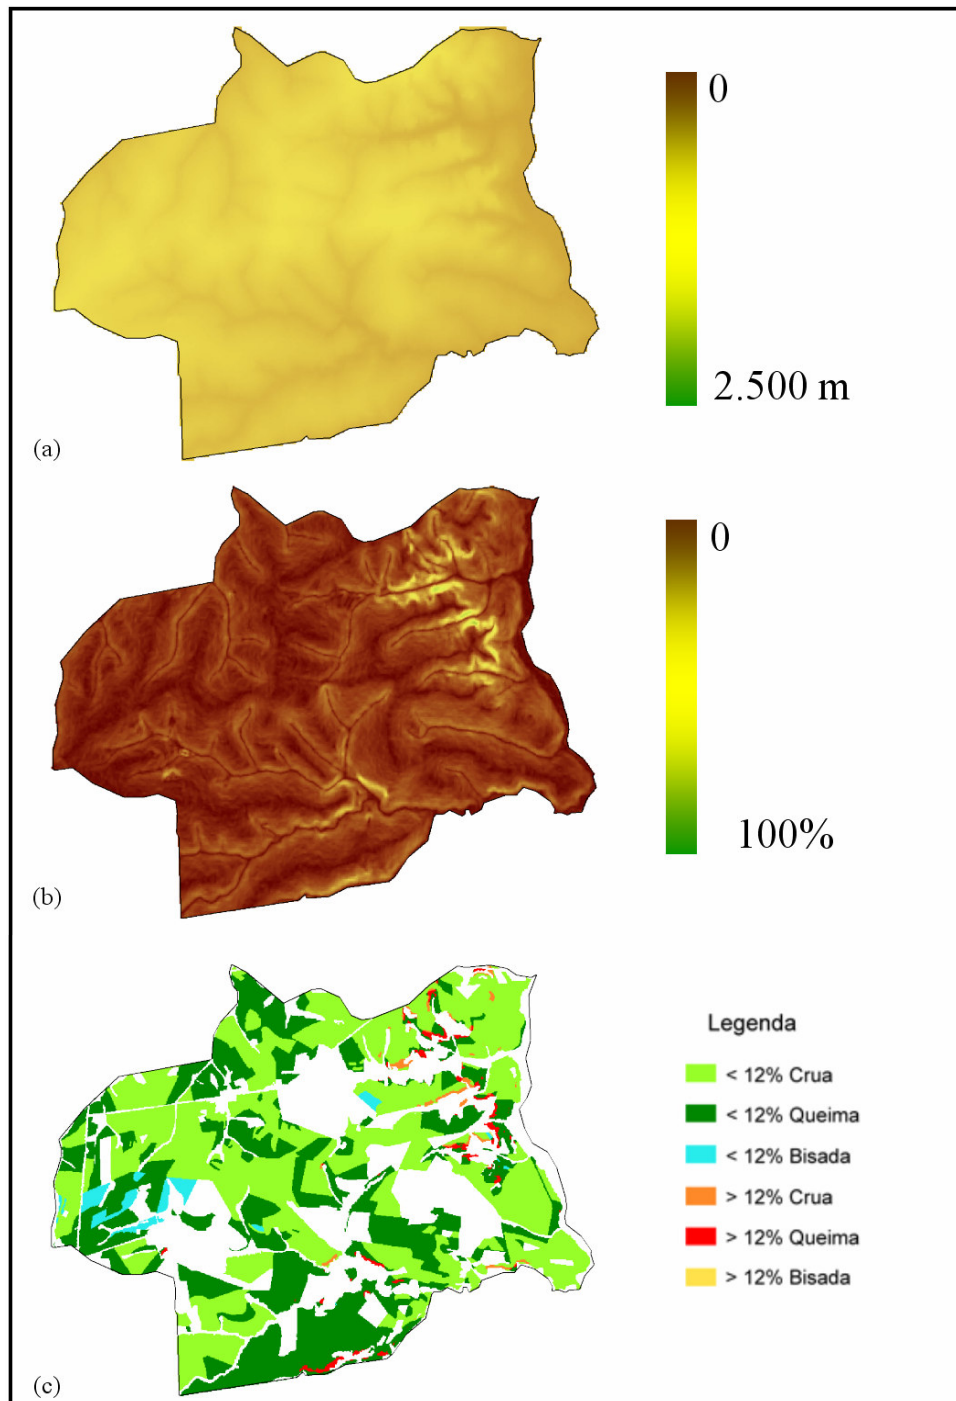 0
2.500 m
(a)
0
100%
(b)
Legenda
< 12% Crua
< 12% Queima
< 12% Bisada
> 12% Crua
> 12% Queima
> 12% Bisada
(c)